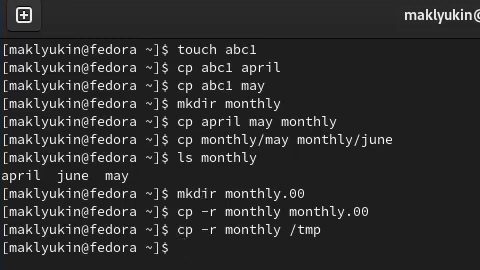 maklyukin@
[maklyukin@fedora ~]$ touch abc1
[maklyukin@fedora ~]$ cp abc1 april
[maklyukin@fedora ~]$ cp abc1 may
[maklyukin@fedora ~]$ mkdir monthly
[maklyukin@fedora ~]$ cp april may monthly
[maklyukin@fedora ~]$ cp monthly/may monthly/june
[maklyukin@fedora ~]$ ls monthly
april  june  may
[maklyukin@fedora ~]$ mkdir monthly.00
[maklyukin@fedora ~]$ cp -r monthly monthly.00
[maklyukin@fedora ~]$ cp -r monthly /tmp
[maklyukin@fedora ~]$